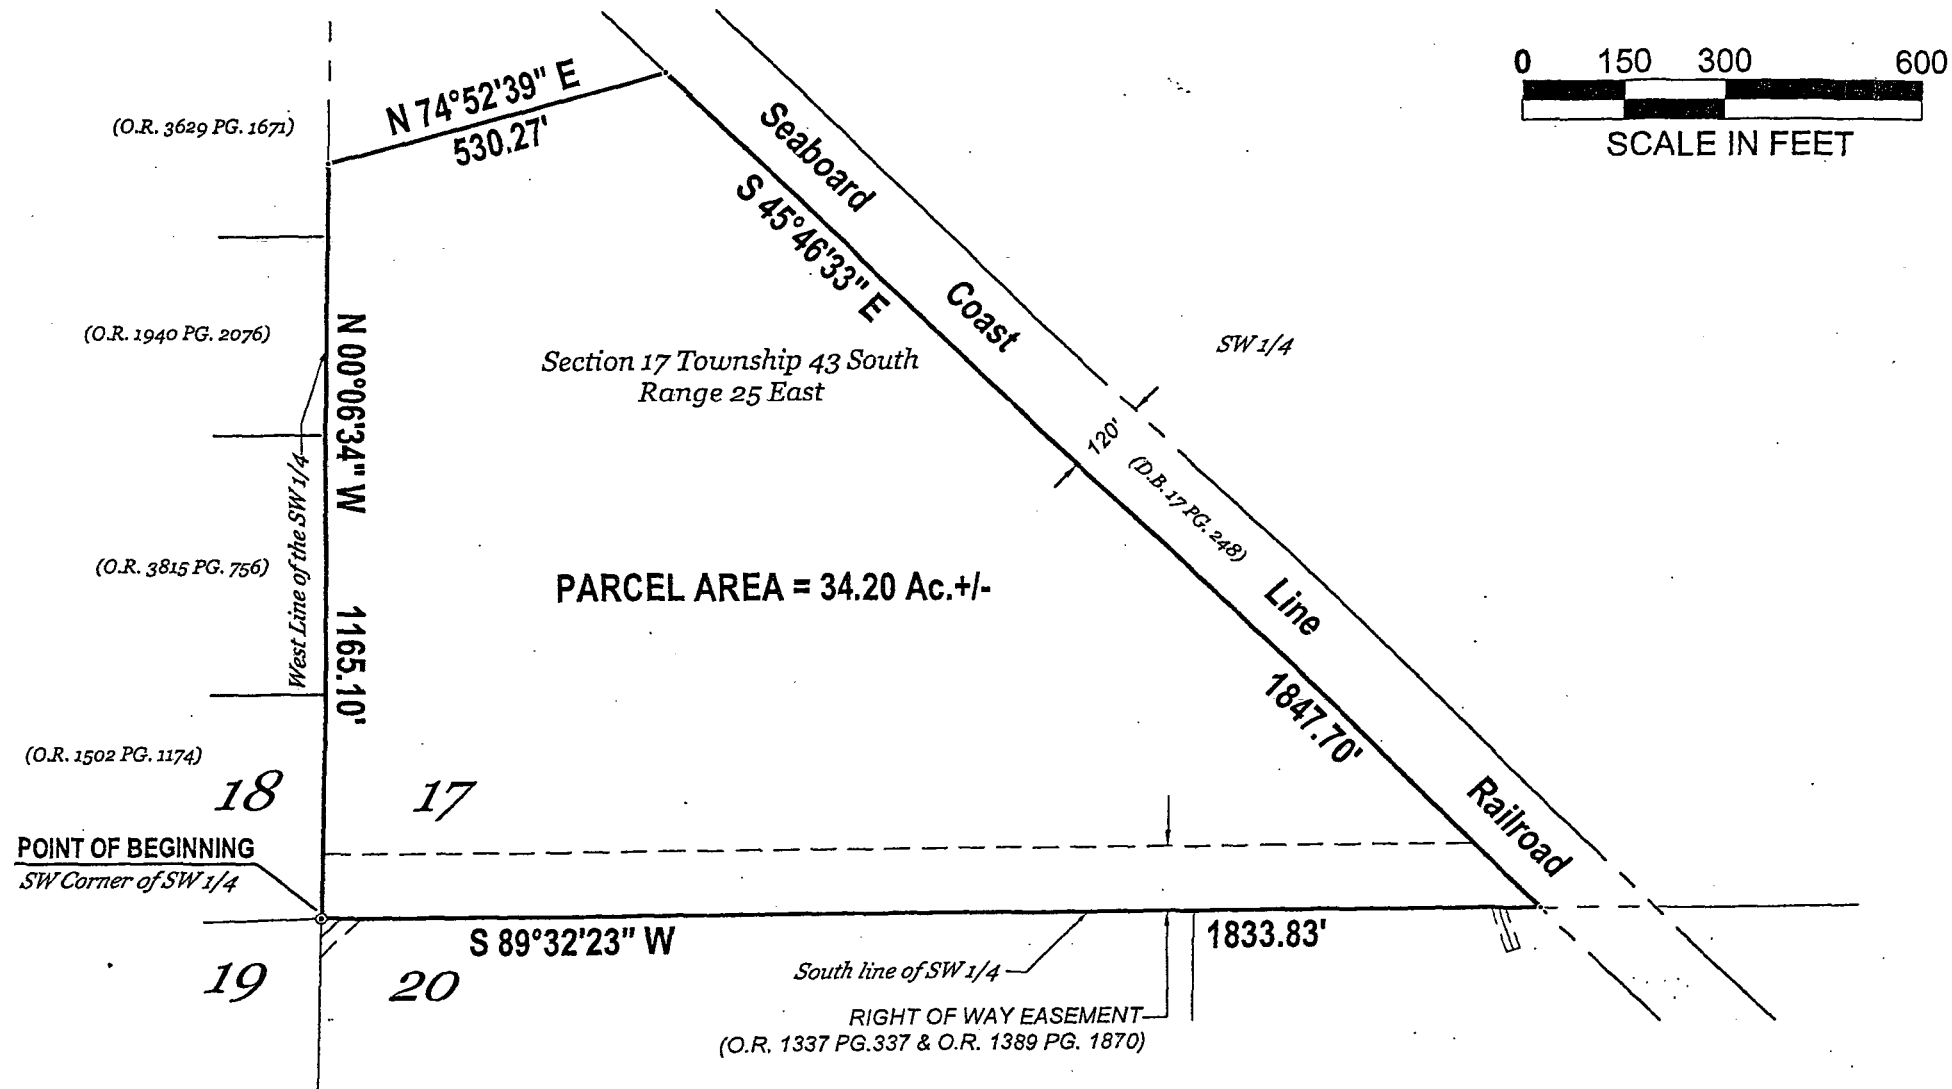 0 150 300 600
SCALE IN FEET
N 74°52'39" E
530.27'
(O.R. 3629 PG. 1671)
Seaboard
Coast
Line
Railroad
S 45°46'33" E
1847.70'
(O.R. 1940 PG. 2076)
N 00°06'34" W
1165.10'
Section 17 Township 43 South
Range 25 East
SW 1/4
120'
(D.B. 17 PG. 248)
West Line of the SW 1/4
(O.R. 3815 PG. 756)
PARCEL AREA = 34.20 Ac.+/-
(O.R. 1502 PG. 1174)
18
17
POINT OF BEGINNING
SW Corner of SW 1/4
S 89°32'23" W
1833.83'
19
20
South line of SW 1/4
RIGHT OF WAY EASEMENT
(O.R. 1337 PG.337 & O.R. 1389 PG. 1870)